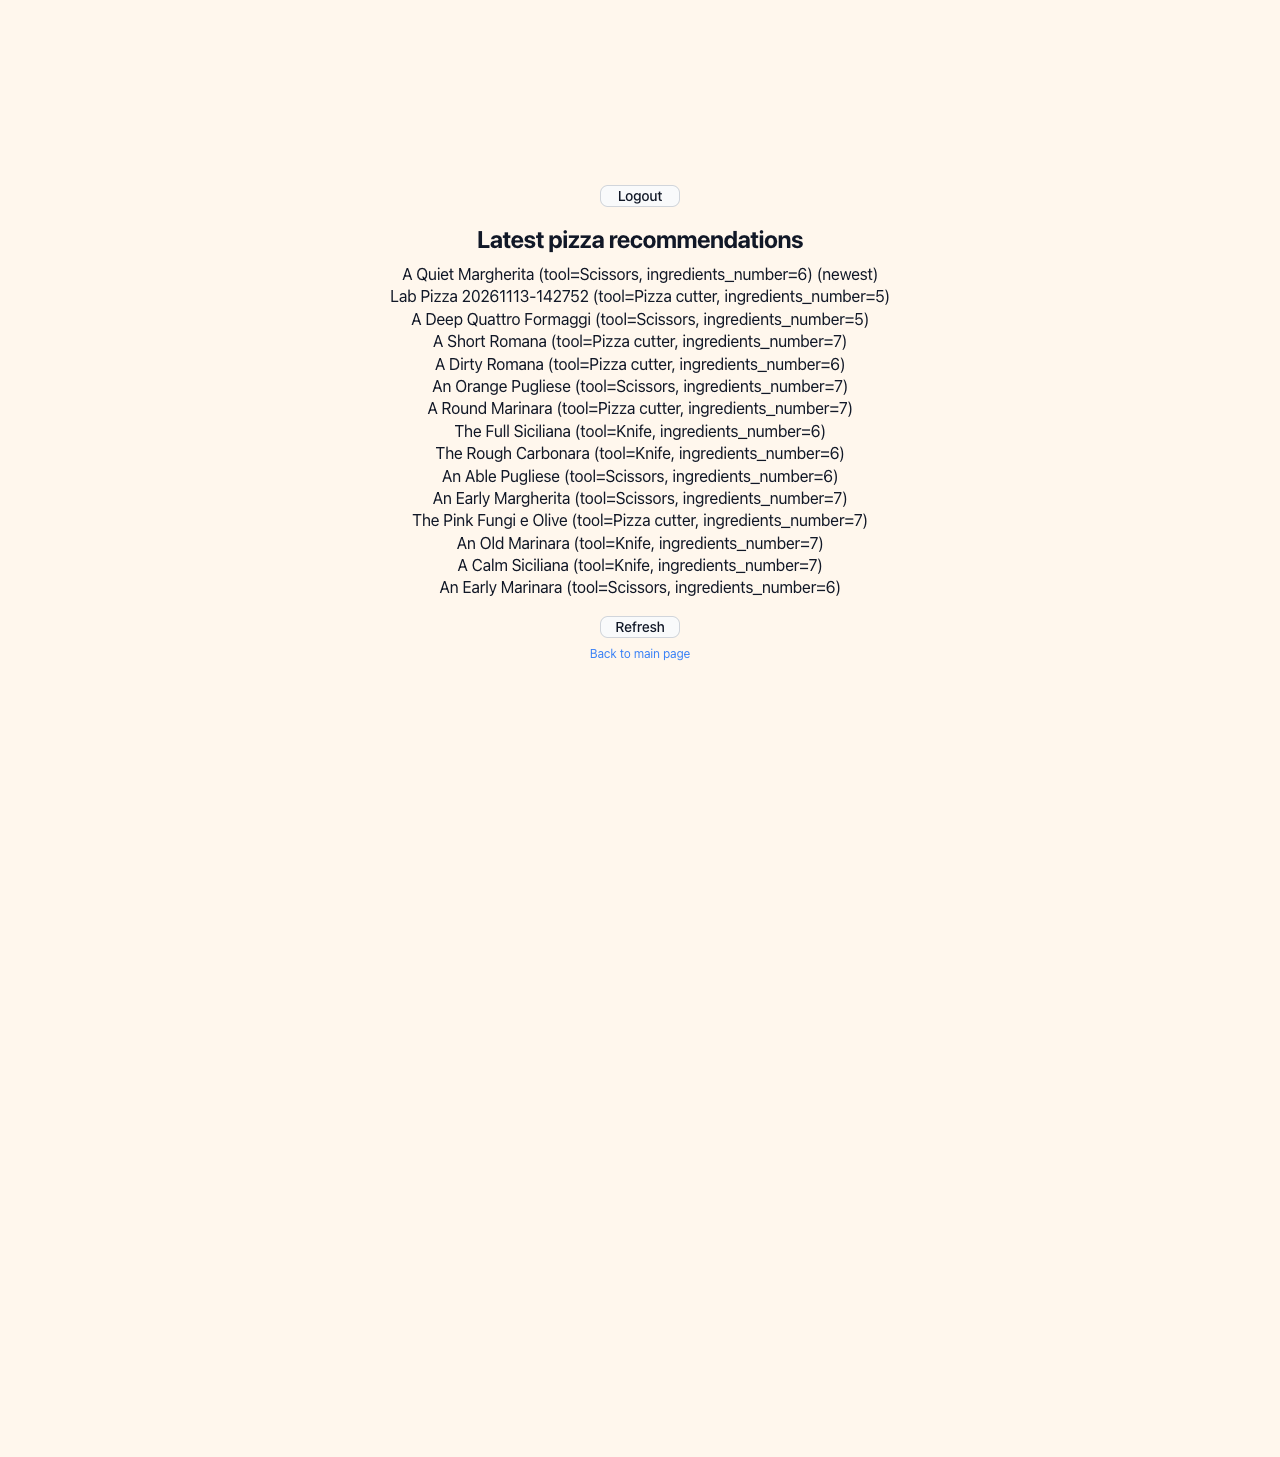 Logout
Latest pizza recommendations
A Quiet Margherita (tool=Scissors, ingredients_number=6) (newest)
Lab Pizza 20261113-142752 (tool=Pizza cutter, ingredients_number=5)
A Deep Quattro Formaggi (tool=Scissors, ingredients_number=5)
A Short Romana (tool=Pizza cutter, ingredients_number=7)
A Dirty Romana (tool=Pizza cutter, ingredients_number=6)
An Orange Pugliese (tool=Scissors, ingredients_number=7)
A Round Marinara (tool=Pizza cutter, ingredients_number=7)
The Full Siciliana (tool=Knife, ingredients_number=6)
The Rough Carbonara (tool=Knife, ingredients_number=6)
An Able Pugliese (tool=Scissors, ingredients_number=6)
An Early Margherita (tool=Scissors, ingredients_number=7)
The Pink Fungi e Olive (tool=Pizza cutter, ingredients_number=7)
An Old Marinara (tool=Knife, ingredients_number=7)
A Calm Siciliana (tool=Knife, ingredients_number=7)
An Early Marinara (tool=Scissors, ingredients_number=6)
Refresh
Back to main page